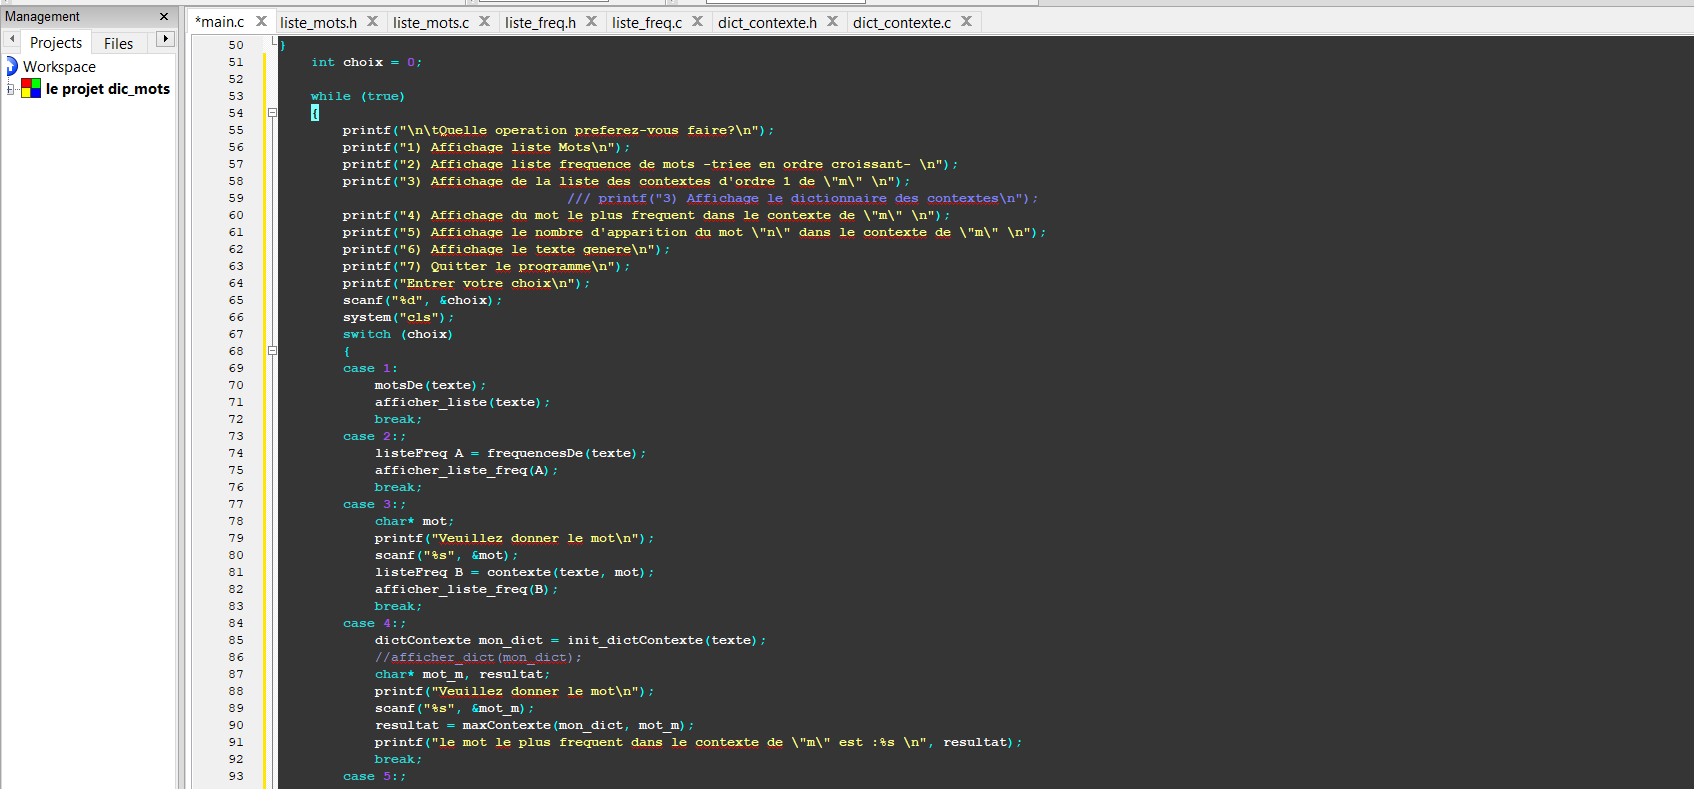 Management
*main.c liste_mots.h liste_mots.c liste_freq.h liste_freq.c dict_contexte.h dict_contexte.c
Projects Files
Workspace
le projet dic_mots
50 }
51 int choix = 0;
52
53 while (true)
54 {
55 printf("\n\tQuelle operation preferez-vous faire?\n");
56 printf("1) Affichage liste Mots\n");
57 printf("2) Affichage liste frequence de mots -triee en ordre croissant- \n");
58 printf("3) Affichage de la liste des contextes d'ordre 1 de \"m\" \n");
59 /// printf("3) Affichage le dictionnaire des contextes\n");
60 printf("4) Affichage du mot le plus frequent dans le contexte de \"m\" \n");
61 printf("5) Affichage le nombre d'apparition du mot \"n\" dans le contexte de \"m\" \n");
62 printf("6) Affichage le texte genere\n");
63 printf("7) Quitter le programme\n");
64 printf("Entrer votre choix\n");
65 scanf("%d", &choix);
66 system("cls");
67 switch (choix)
68 {
69 case 1:
70 motsDe(texte);
71 afficher_liste(texte);
72 break;
73 case 2:;
74 listeFreq A = frequencesDe(texte);
75 afficher_liste_freq(A);
76 break;
77 case 3:;
78 char* mot;
79 printf("Veuillez donner le mot\n");
80 scanf("%s", &mot);
81 listeFreq B = contexte(texte, mot);
82 afficher_liste_freq(B);
83 break;
84 case 4:;
85 dictContexte mon_dict = init_dictContexte(texte);
86 //afficher_dict(mon_dict);
87 char* mot_m, resultat;
88 printf("Veuillez donner le mot\n");
89 scanf("%s", &mot_m);
90 resultat = maxContexte(mon_dict, mot_m);
91 printf("le mot le plus frequent dans le contexte de \"m\" est :%s \n", resultat);
92 break;
93 case 5:;